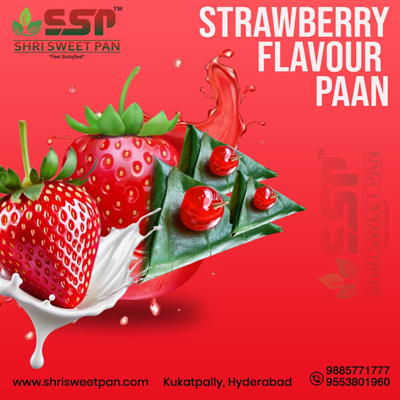 SSP™
SHRI SWEET PAN
"Feel Satisfied"
STRAWBERRY
FLAVOUR
PAAN
SSP™
SHRI SWEET PAN
"Feel Satisfied"
9885771777
www.shrisweetpan.com Kukatpally, Hyderabad 9553801960